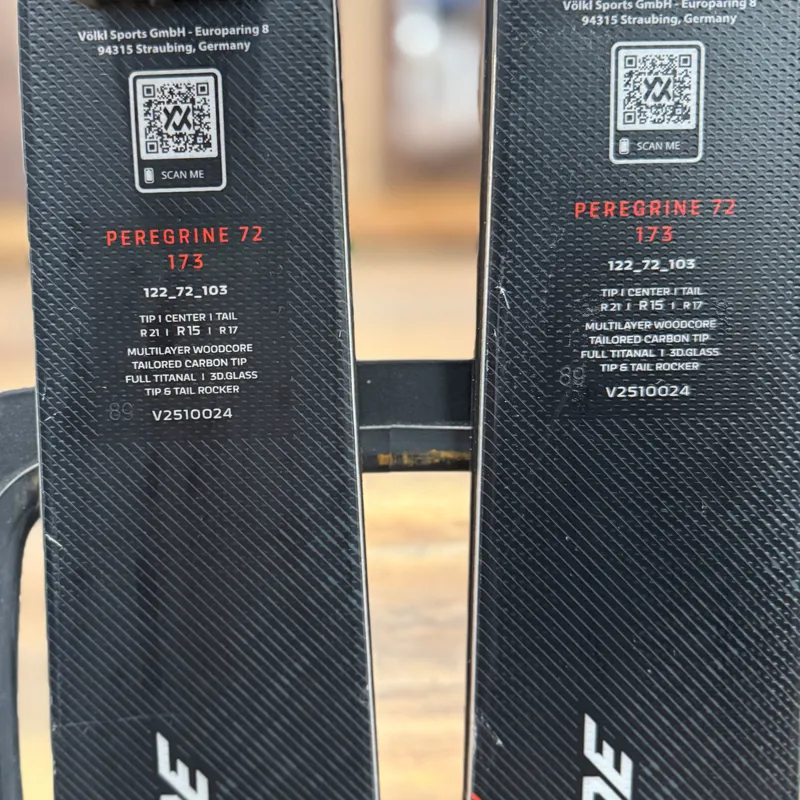 Völkl Sports GmbH - Europaring 8
94315 Straubing, Germany
SCAN ME
PEREGRINE 72
173
122_72_103
TIP I CENTER I TAIL
R21 I R15 I R17
MULTILAYER WOODCORE
TAILORED CARBON TIP
FULL TITANAL I 3D.GLASS
TIP & TAIL ROCKER
89
V2510024
Völkl Sports GmbH - Europaring 8
94315 Straubing, Germany
SCAN ME
PEREGRINE 72
173
122_72_103
TIP I CENTER I TAIL
R21 I R15 I R17
MULTILAYER WOODCORE
TAILORED CARBON TIP
FULL TITANAL I 3D.GLASS
TIP & TAIL ROCKER
89
V2510024